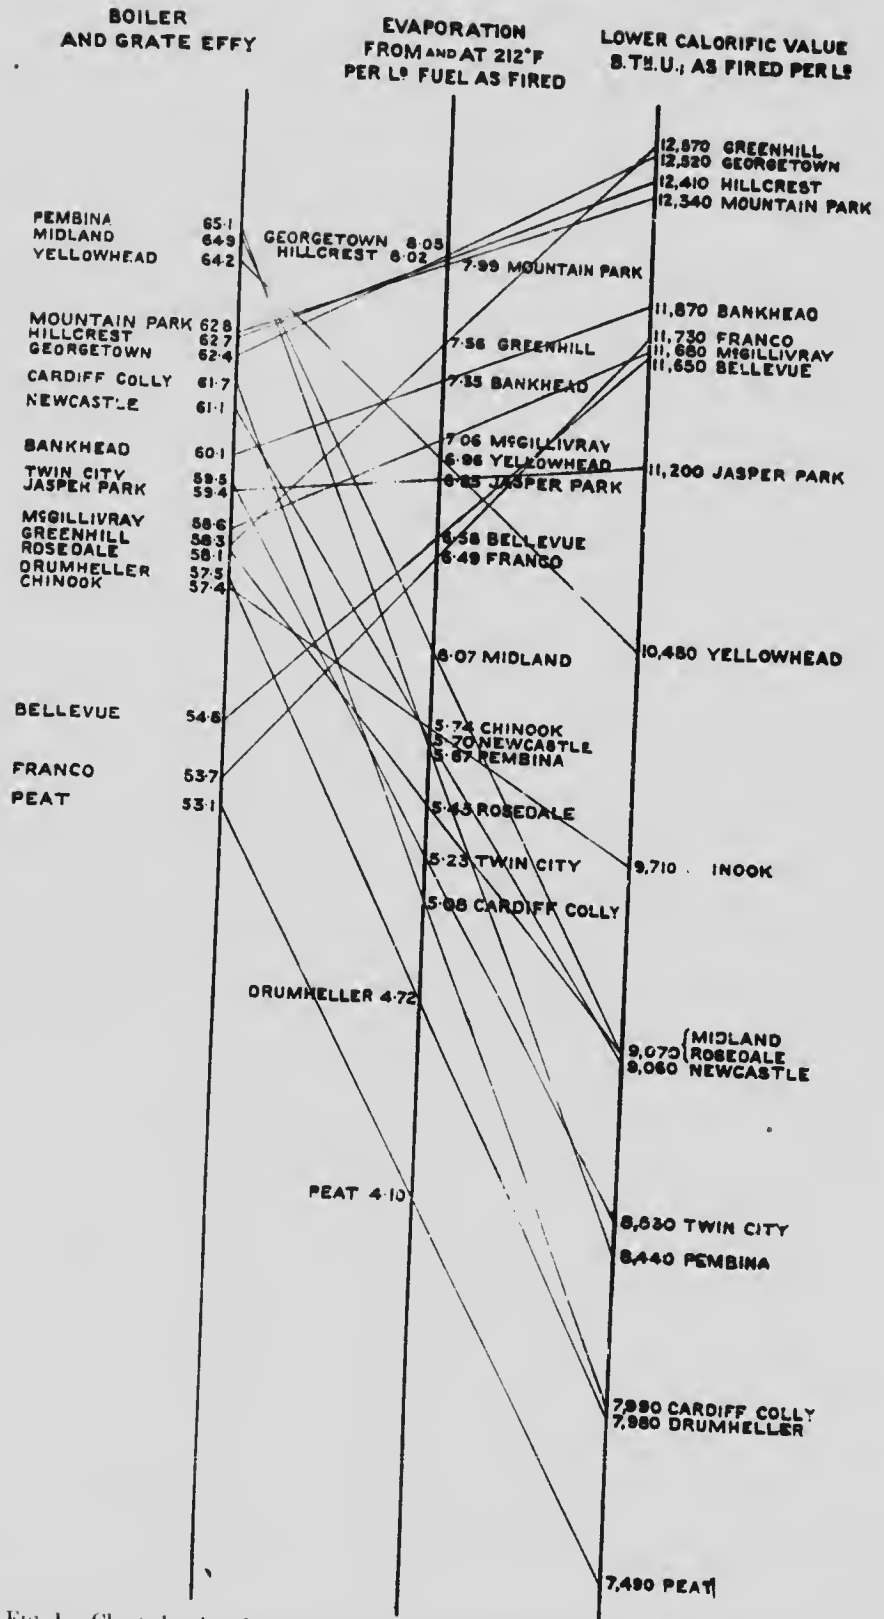 BOILER
AND GRATE EFFY
EVAPORATION
FROM AND AT 212°F
PER LB FUEL AS FIRED
LOWER CALORIFIC VALUE
B.TH.U., AS FIRED PER LB
PEMBINA 65·1
MIDLAND 64·9
YELLOWHEAD 64·2
MOUNTAIN PARK 62·8
HILLCREST 62·7
GEORGETOWN 62·4
CARDIFF COLLY 61·7
NEWCASTLE 61·1
BANKHEAD 60·1
TWIN CITY 59·5
JASPER PARK 59·4
McGILLIVRAY 58·6
GREENHILL 58·3
ROSEDALE 58·1
DRUMHELLER 57·5
CHINOOK 57·4
BELLEVUE 54·8
FRANCO 53·7
PEAT 53·1
GEORGETOWN 8·05
HILLCREST 8·02
7·99 MOUNTAIN PARK
7·56 GREENHILL
7·35 BANKHEAD
7·06 McGILLIVRAY
6·96 YELLOWHEAD
6·85 JASPER PARK
6·58 BELLEVUE
6·49 FRANCO
6·07 MIDLAND
5·74 CHINOOK
5·70 NEWCASTLE
5·67 PEMBINA
5·43 ROSEDALE
5·23 TWIN CITY
5·08 CARDIFF COLLY
DRUMHELLER 4·72
PEAT 4·10
12,570 GREENHILL
12,520 GEORGETOWN
12,410 HILLCREST
12,340 MOUNTAIN PARK
11,870 BANKHEAD
11,730 FRANCO
11,680 McGILLIVRAY
11,650 BELLEVUE
11,200 JASPER PARK
10,480 YELLOWHEAD
9,710 INOOK
9,070 { MIDLAND
ROSEDALE
9,060 NEWCASTLE
8,530 TWIN CITY
8,440 PEMBINA
7,990 CARDIFF COLLY
7,980 DRUMHELLER
7,490 PEAT